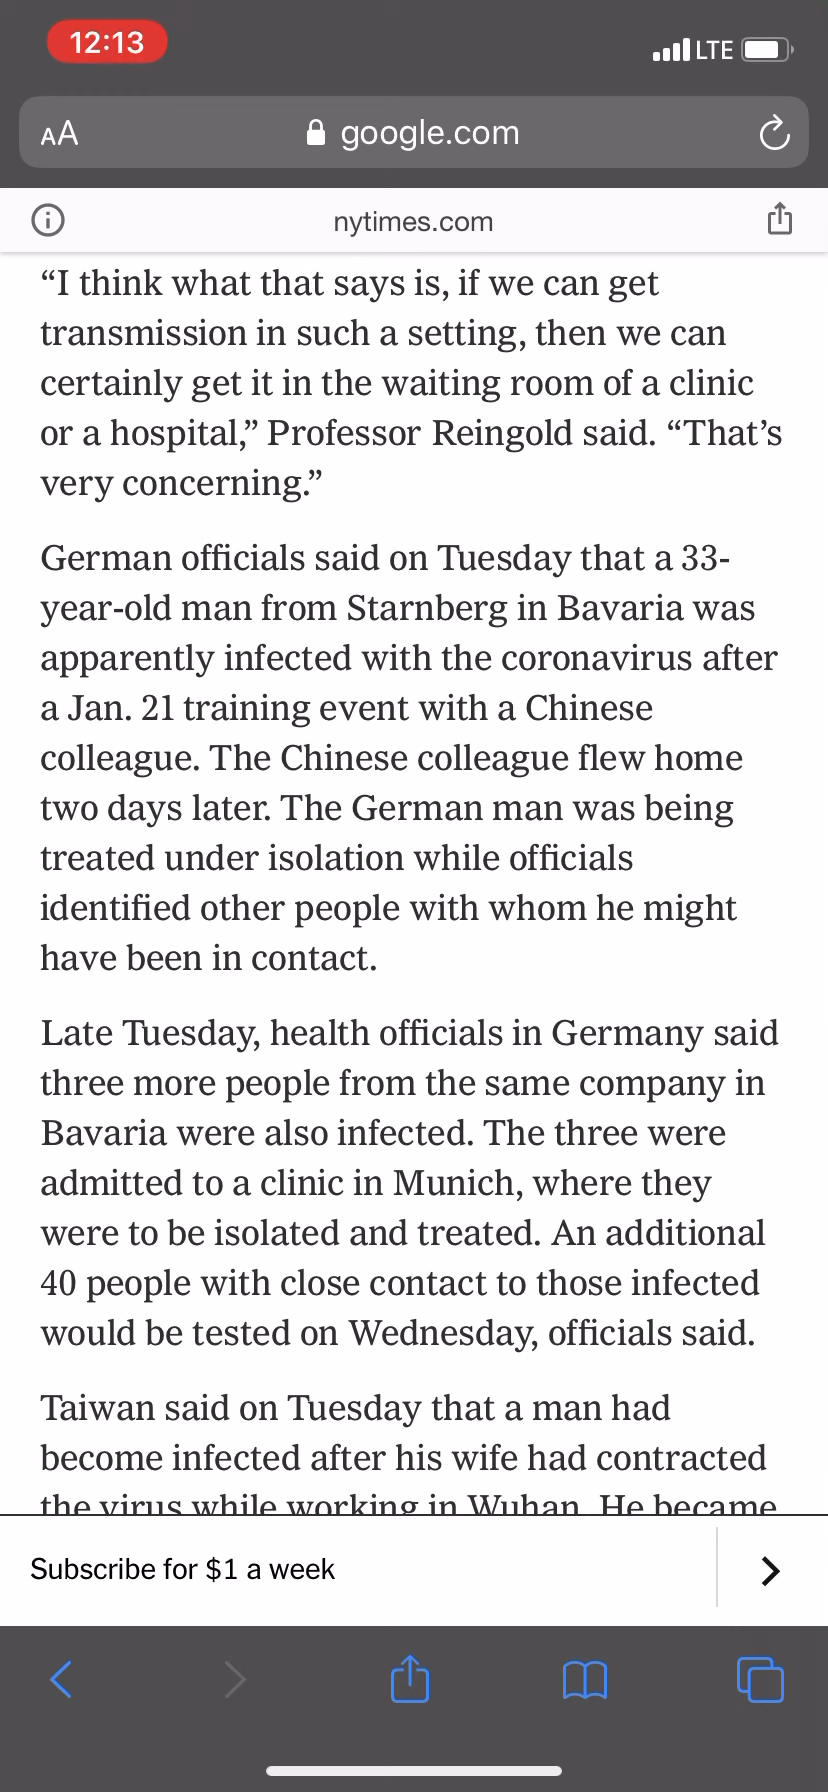 12:13
LTE
AA
google.com
nytimes.com
“I think what that says is, if we can get
transmission in such a setting, then we can
certainly get it in the waiting room of a clinic
or a hospital,” Professor Reingold said. “That’s
very concerning.”
German officials said on Tuesday that a 33-
year-old man from Starnberg in Bavaria was
apparently infected with the coronavirus after
a Jan. 21 training event with a Chinese
colleague. The Chinese colleague flew home
two days later. The German man was being
treated under isolation while officials
identified other people with whom he might
have been in contact.
Late Tuesday, health officials in Germany said
three more people from the same company in
Bavaria were also infected. The three were
admitted to a clinic in Munich, where they
were to be isolated and treated. An additional
40 people with close contact to those infected
would be tested on Wednesday, officials said.
Taiwan said on Tuesday that a man had
become infected after his wife had contracted
the virus while working in Wuhan. He became
Subscribe for $1 a week